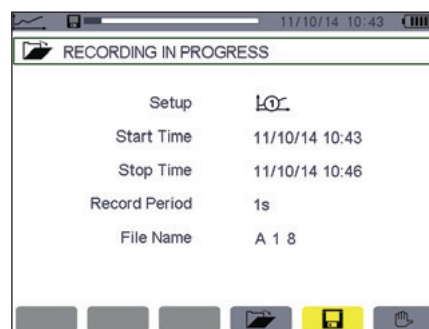 11/10/14 10:43
RECORDING IN PROGRESS
Setup 1
Start Time 11/10/14 10:43
Stop Time 11/10/14 10:46
Record Period 1s
File Name A 1 8